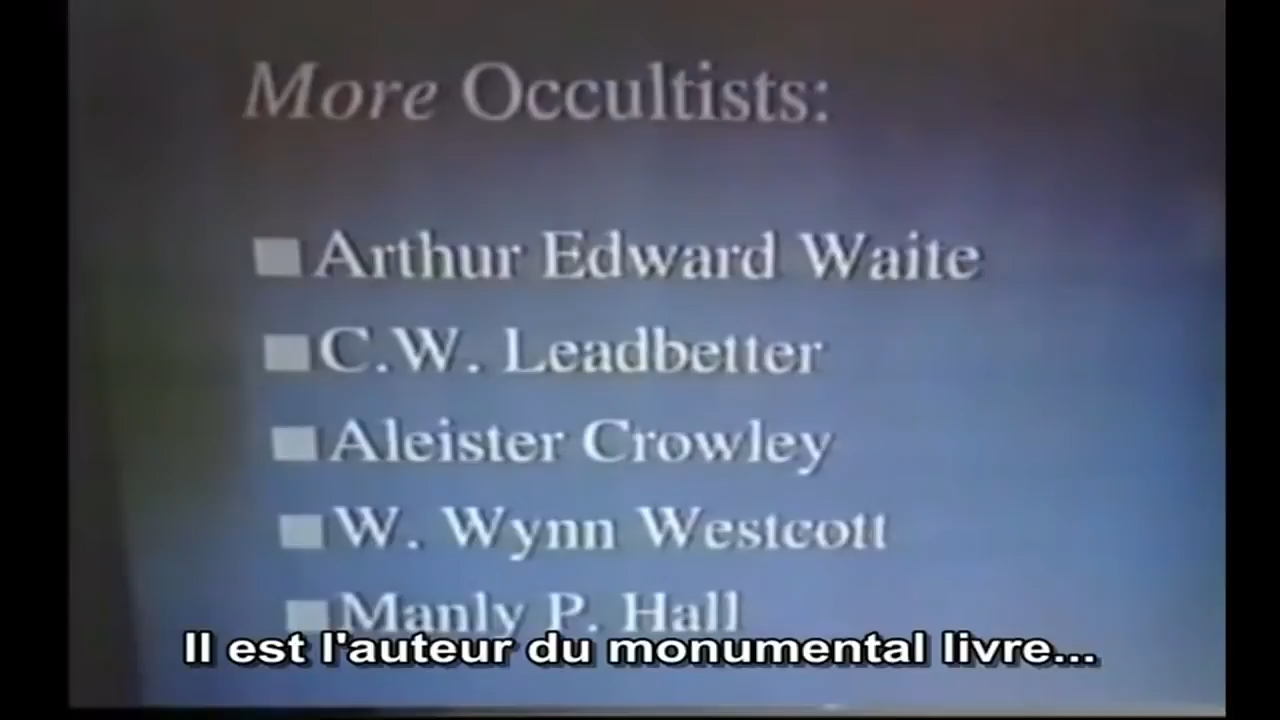 More Occultists:
Arthur Edward Waite
C.W. Leadbetter
Aleister Crowley
W. Wynn Westcott
Manly P. Hall
Il est l'auteur du monumental livre...